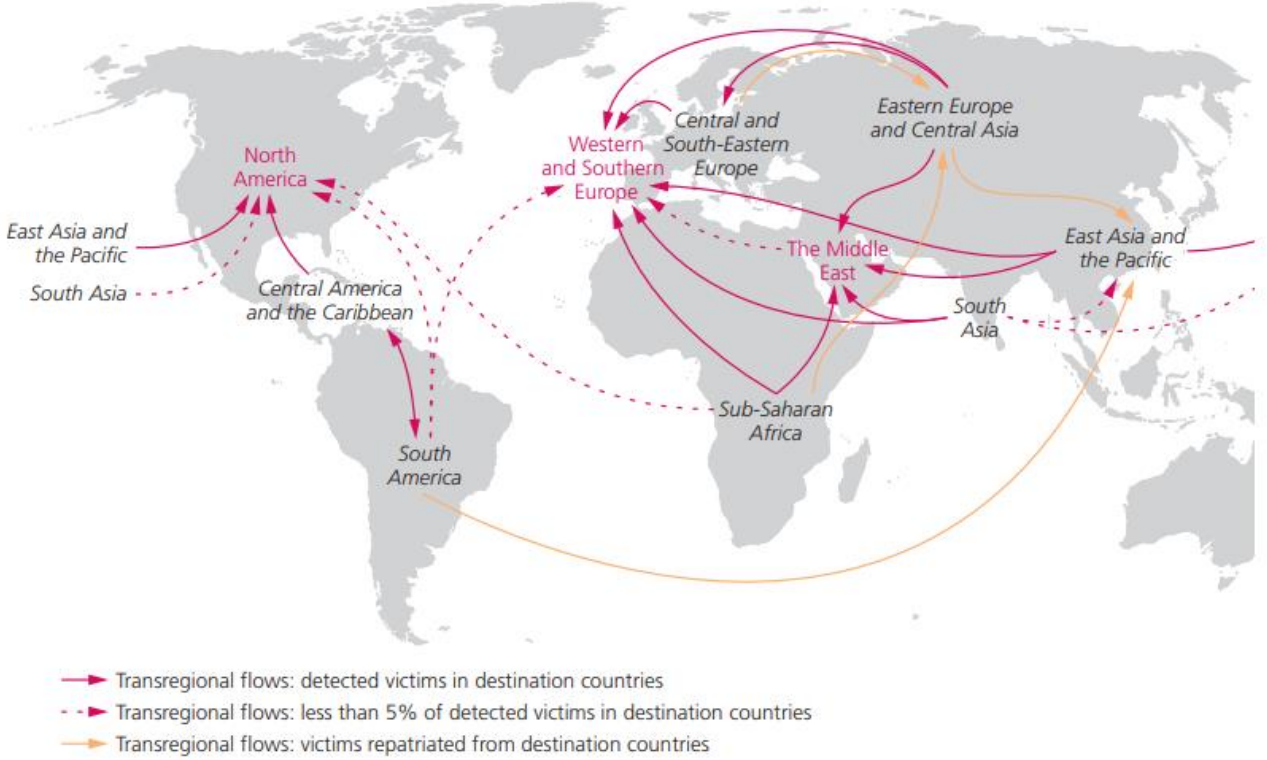 Eastern Europe
and Central Asia
Central and
South-Eastern
Europe
Western
and Southern
Europe
North
America
East Asia and
the Pacific
South Asia
Central America
and the Caribbean
The Middle
East
East Asia and
the Pacific
South
Asia
Sub-Saharan
Africa
South
America
Transregional flows: detected victims in destination countries
Transregional flows: less than 5% of detected victims in destination countries
Transregional flows: victims repatriated from destination countries